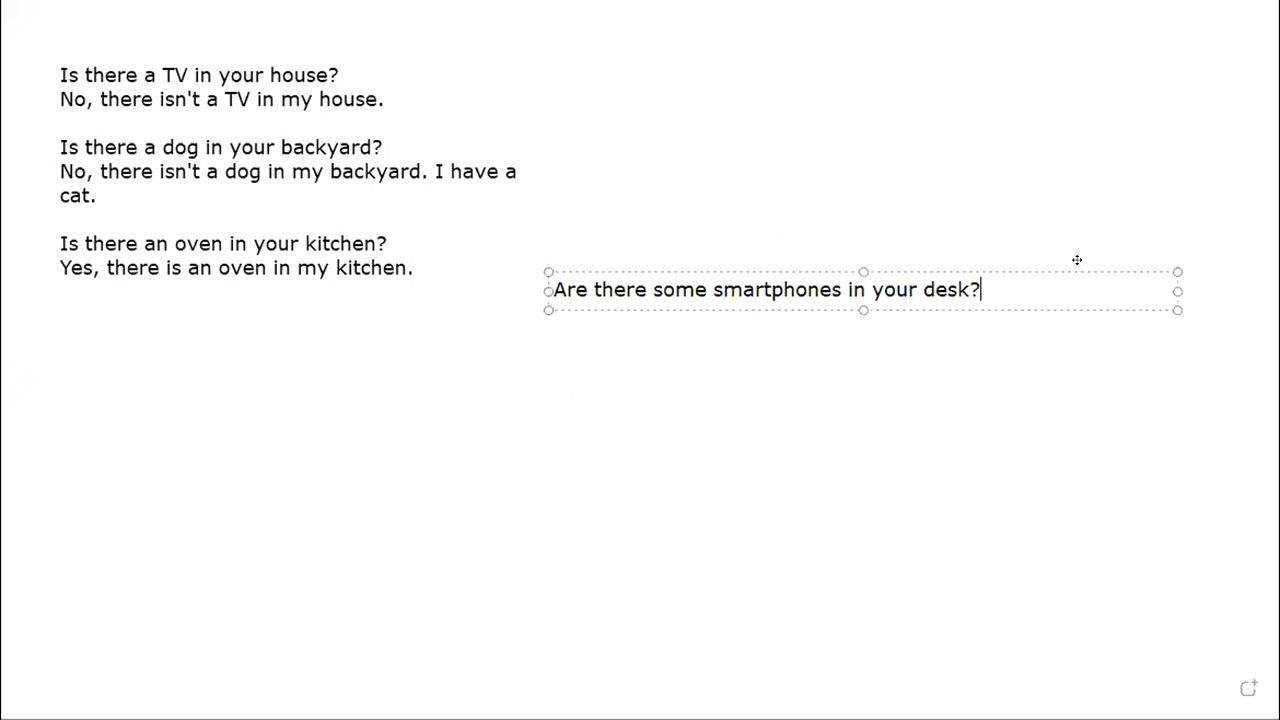 Is there a TV in your house?
No, there isn't a TV in my house.
Is there a dog in your backyard?
No, there isn't a dog in my backyard. I have a
cat.
Is there an oven in your kitchen?
Yes, there is an oven in my kitchen.
Are there some smartphones in your desk?